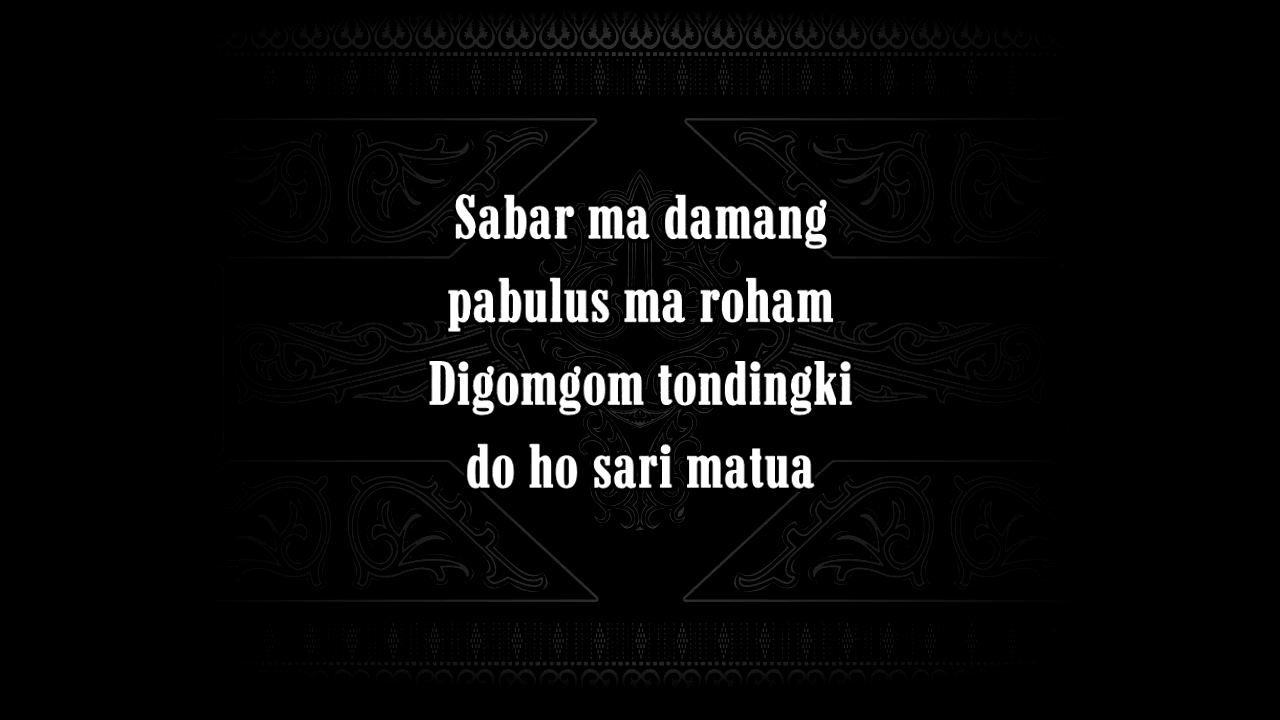 Sabar ma damang
pabulus ma roham
Digomgom tondingki
do ho sari matua